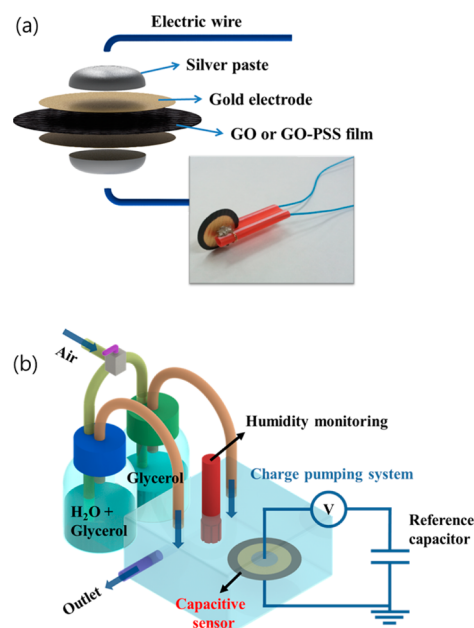 (a)
Electric wire
Silver paste
Gold electrode
GO or GO-PSS film
(b)
Air
Humidity monitoring
Glycerol
Charge pumping system
H₂O +
Glycerol
V
Reference
capacitor
Outlet
Capacitive
sensor